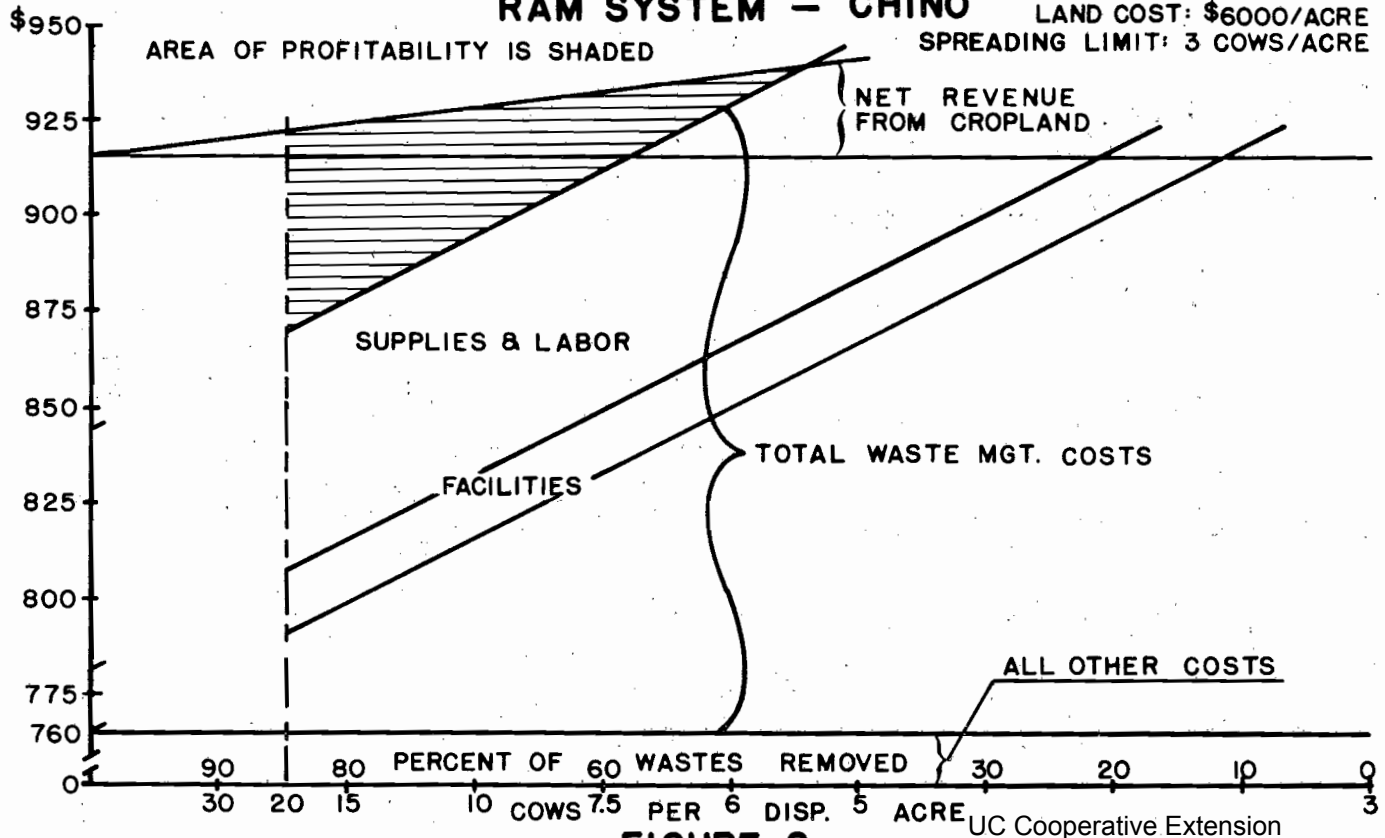 RAM SYSTEM — CHINO
LAND COST: $6000/ACRE
SPREADING LIMIT: 3 COWS/ACRE
AREA OF PROFITABILITY IS SHADED
$950
925
900
875
850
825
800
775
760
0
NET REVENUE
FROM CROPLAND
SUPPLIES & LABOR
TOTAL WASTE MGT. COSTS
FACILITIES
ALL OTHER COSTS
90 80 PERCENT OF 60 WASTES REMOVED 30 20 10 0
30 20 15 10 COWS 7.5 PER 6 DISP. 5 ACRE 3
UC Cooperative Extension